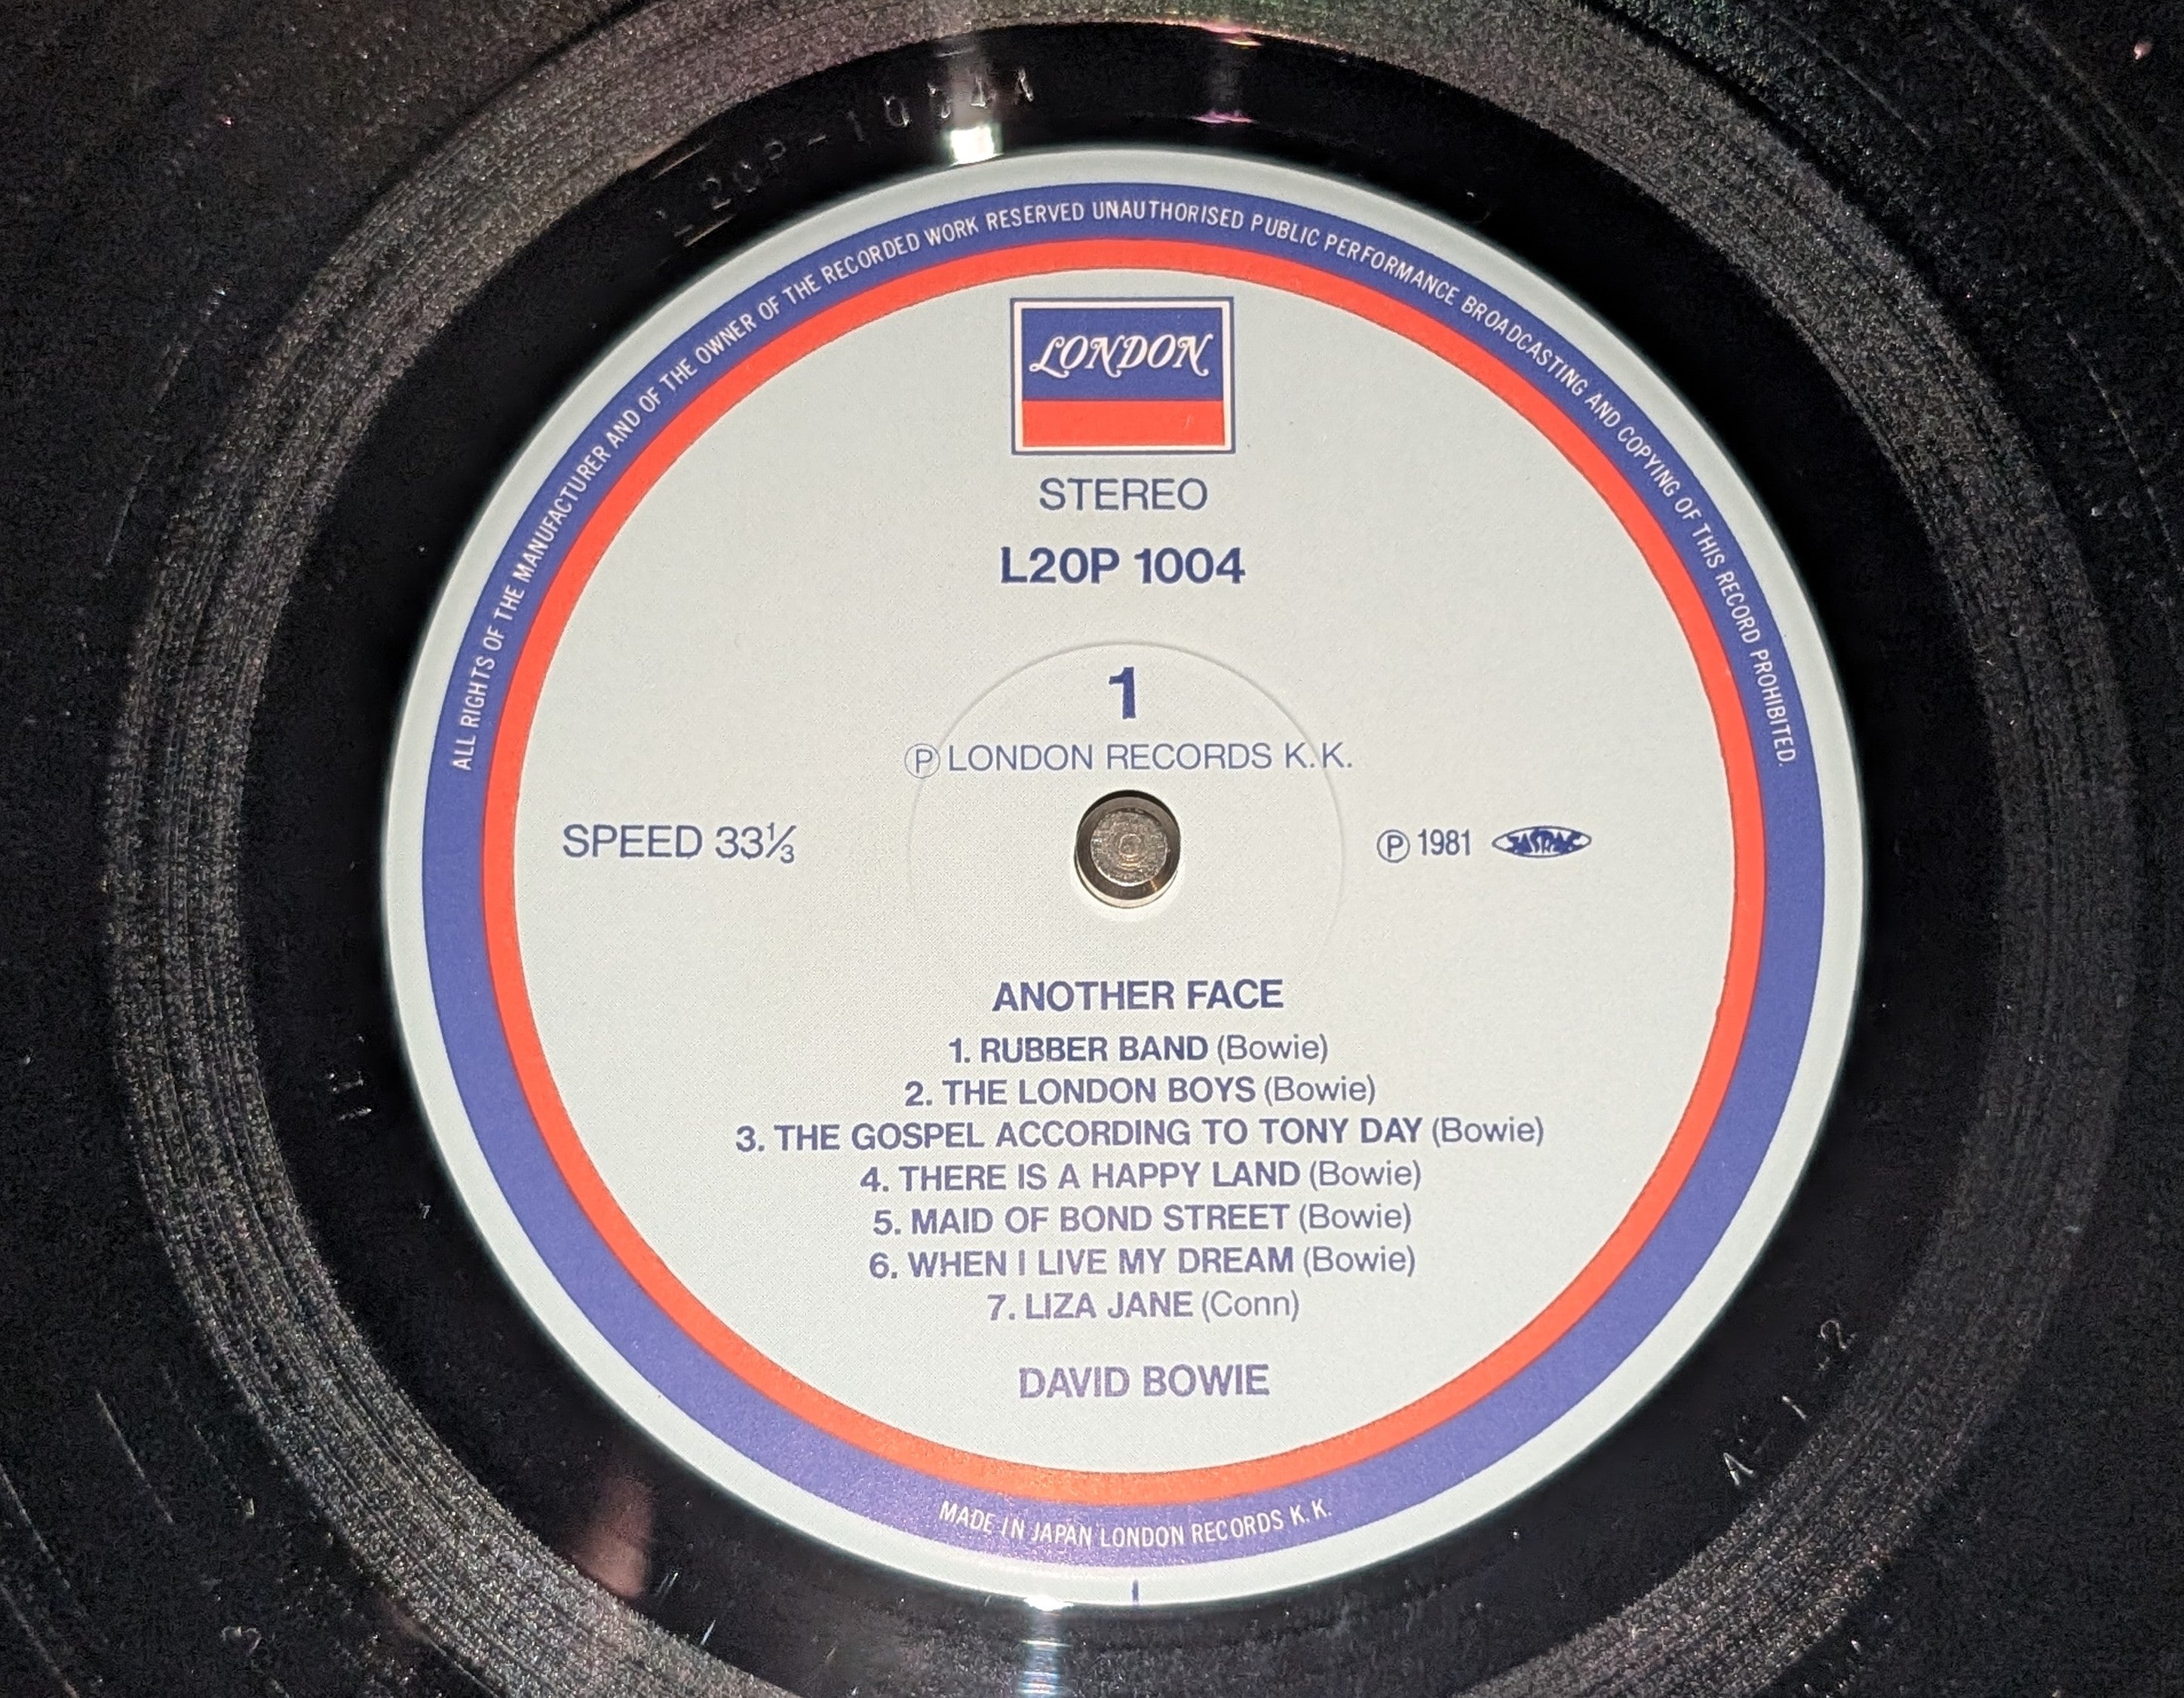 L20P-1004A
ALL RIGHTS OF THE MANUFACTURER AND OF THE OWNER OF THE RECORDED WORK RESERVED UNAUTHORISED PUBLIC PERFORMANCE BROADCASTING AND COPYING OF THIS RECORD PROHIBITED.
LONDON
STEREO
L20P 1004
1
Ⓟ LONDON RECORDS K.K.
SPEED 33⅓
Ⓟ 1981 JASRAC
ANOTHER FACE
1. RUBBER BAND (Bowie)
2. THE LONDON BOYS (Bowie)
3. THE GOSPEL ACCORDING TO TONY DAY (Bowie)
4. THERE IS A HAPPY LAND (Bowie)
5. MAID OF BOND STREET (Bowie)
6. WHEN I LIVE MY DREAM (Bowie)
7. LIZA JANE (Conn)
DAVID BOWIE
MADE IN JAPAN LONDON RECORDS K.K.